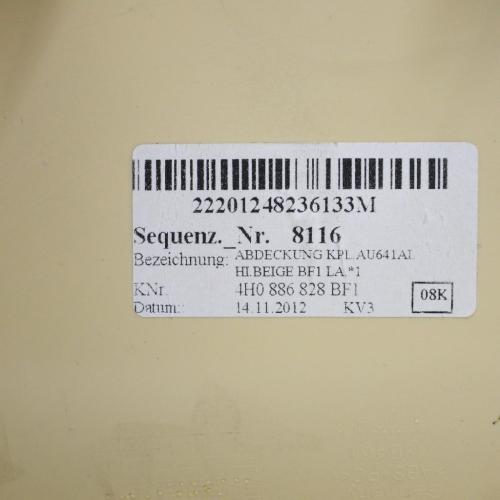 22201248236133M
Sequenz._Nr. 8116
Bezeichnung: ABDECKUNG KPL.AU641AL
HI.BEIGE BF1 LA.*1
KNr. 4H0 886 828 BF1
08K
Datum: 14.11.2012 KV3